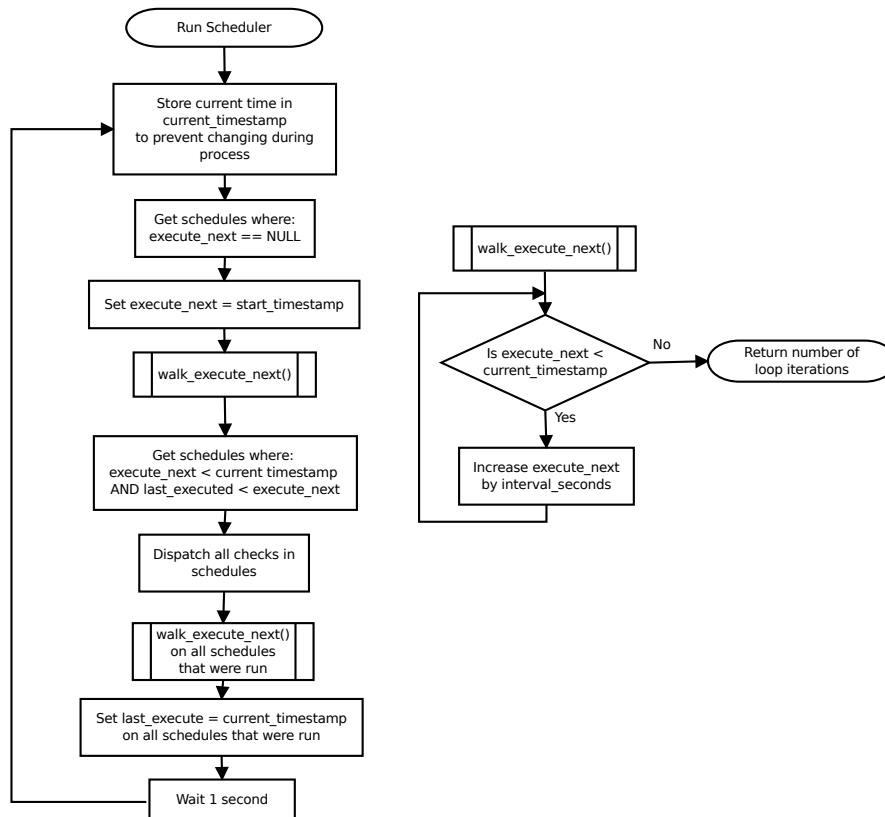 Run Scheduler
Store current time in
current_timestamp
to prevent changing during
process
Get schedules where:
execute_next == NULL
Set execute_next = start_timestamp
walk_execute_next()
Get schedules where:
execute_next < current timestamp
AND last_executed < execute_next
Dispatch all checks in
schedules
walk_execute_next()
on all schedules
that were run
Set last_execute = current_timestamp
on all schedules that were run
Wait 1 second
walk_execute_next()
Is execute_next <
current_timestamp
No
Return number of
loop iterations
Yes
Increase execute_next
by interval_seconds